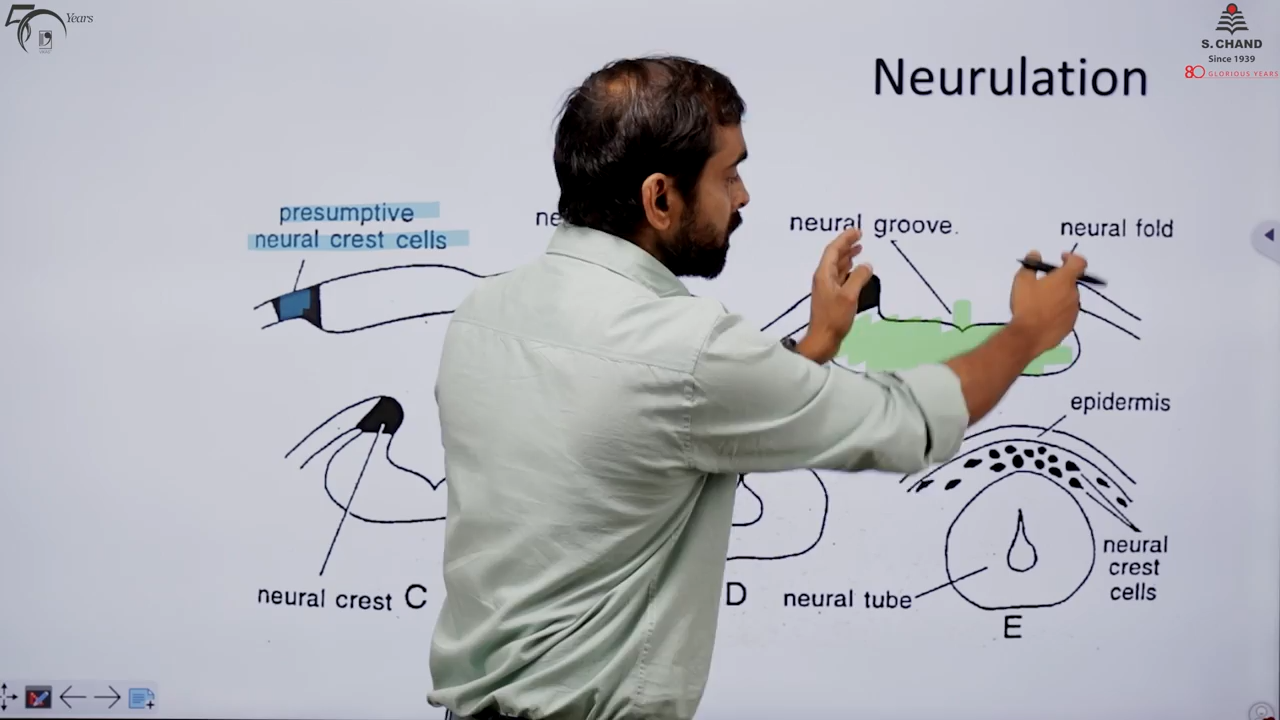 50 Years
S. CHAND
Since 1939
80 GLORIOUS YEARS
Neurulation
presumptive
neural crest cells
neural groove.
neural fold
epidermis
neural
crest
cells
neural crest C
D
neural tube
E